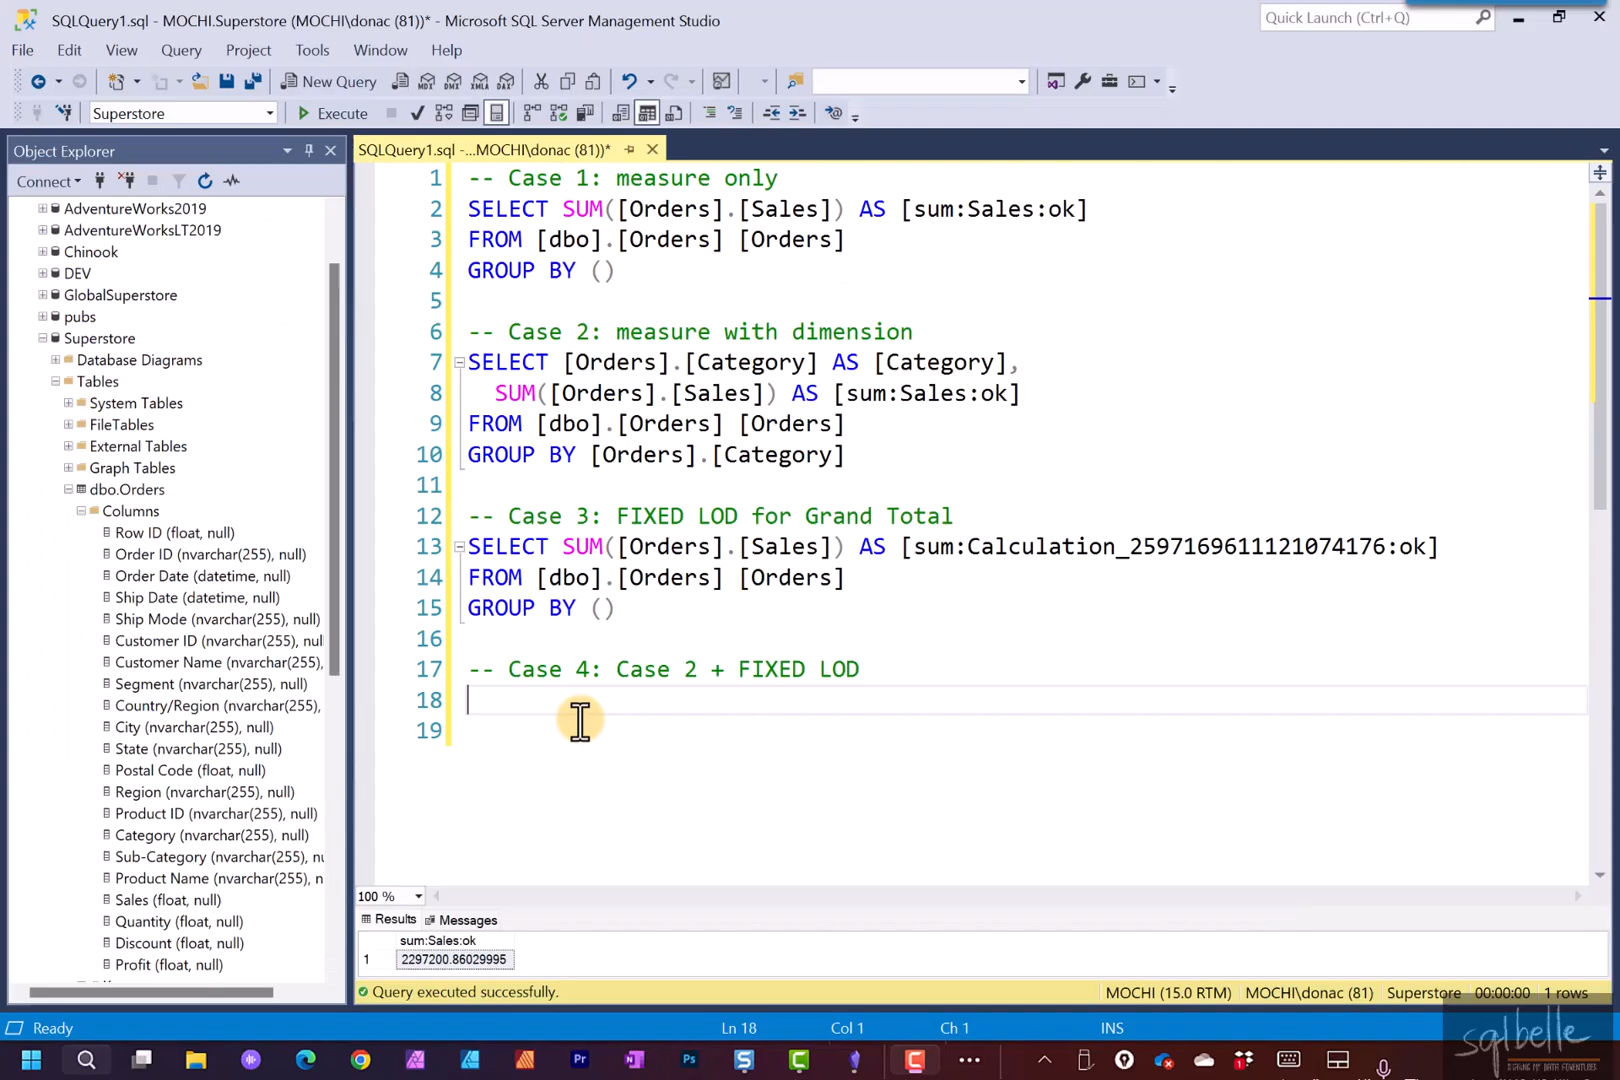 SQLQuery1.sql - MOCHI.Superstore (MOCHI\donac (81))* - Microsoft SQL Server Management Studio
Quick Launch (Ctrl+Q)
File Edit View Query Project Tools Window Help
New Query
MDX DMX XMLA DAX
Superstore
Execute
Object Explorer
SQLQuery1.sql -...MOCHI\donac (81))*
Connect
AdventureWorks2019
AdventureWorksLT2019
Chinook
DEV
GlobalSuperstore
pubs
Superstore
Database Diagrams
Tables
System Tables
FileTables
External Tables
Graph Tables
dbo.Orders
Columns
Row ID (float, null)
Order ID (nvarchar(255), null)
Order Date (datetime, null)
Ship Date (datetime, null)
Ship Mode (nvarchar(255), null)
Customer ID (nvarchar(255), nul
Customer Name (nvarchar(255),
Segment (nvarchar(255), null)
Country/Region (nvarchar(255),
City (nvarchar(255), null)
State (nvarchar(255), null)
Postal Code (float, null)
Region (nvarchar(255), null)
Product ID (nvarchar(255), null)
Category (nvarchar(255), null)
Sub-Category (nvarchar(255), nu
Product Name (nvarchar(255), n
Sales (float, null)
Quantity (float, null)
Discount (float, null)
Profit (float, null)
1 -- Case 1: measure only
2 SELECT SUM([Orders].[Sales]) AS [sum:Sales:ok]
3 FROM [dbo].[Orders] [Orders]
4 GROUP BY ()
5
6 -- Case 2: measure with dimension
7 SELECT [Orders].[Category] AS [Category],
8 SUM([Orders].[Sales]) AS [sum:Sales:ok]
9 FROM [dbo].[Orders] [Orders]
10 GROUP BY [Orders].[Category]
11
12 -- Case 3: FIXED LOD for Grand Total
13 SELECT SUM([Orders].[Sales]) AS [sum:Calculation_2597169611121074176:ok]
14 FROM [dbo].[Orders] [Orders]
15 GROUP BY ()
16
17 -- Case 4: Case 2 + FIXED LOD
18
19
100 %
Results Messages
sum:Sales:ok
1 2297200.86029995
Query executed successfully.
MOCHI (15.0 RTM) MOCHI\donac (81) Superstore 00:00:00 1 rows
Ready Ln 18 Col 1 Ch 1 INS
sqlbelle
Pr
N
Ps
S
C
C